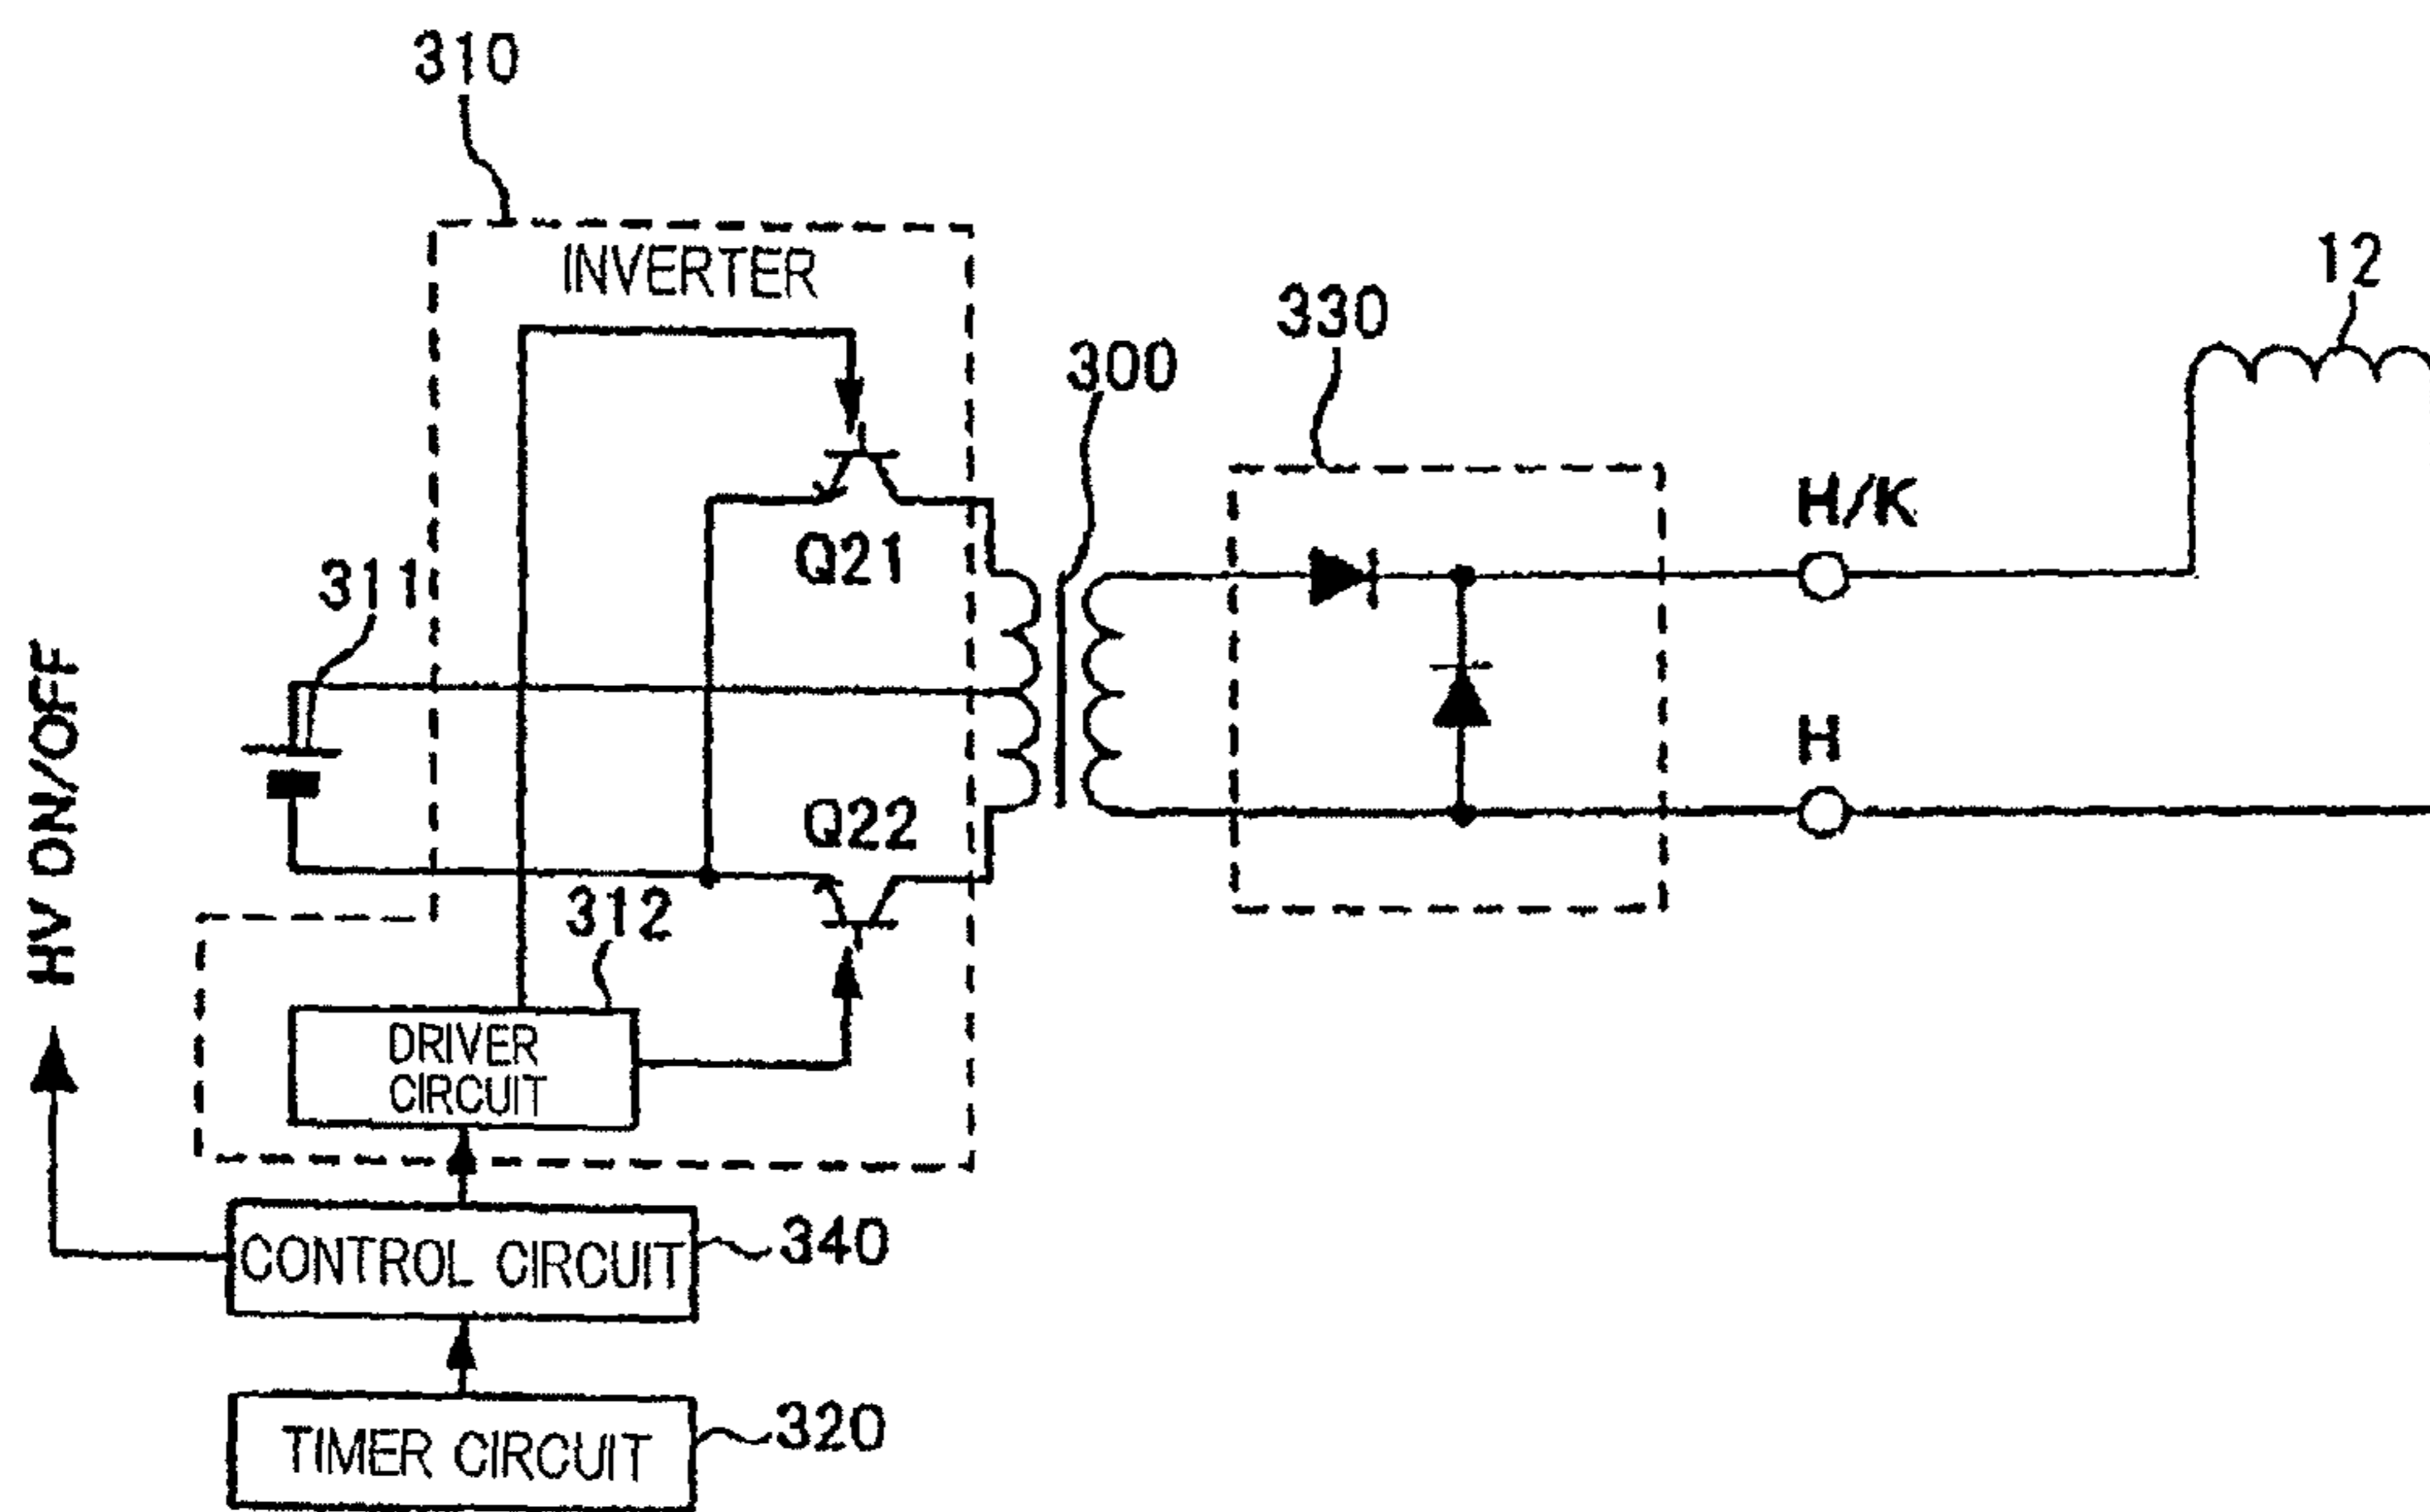 310
INVERTER
12
330
300
H/K
Q21
311
HV ON/OFF
H
Q22
312
DRIVER
CIRCUIT
CONTROL CIRCUIT
340
TIMER CIRCUIT
320